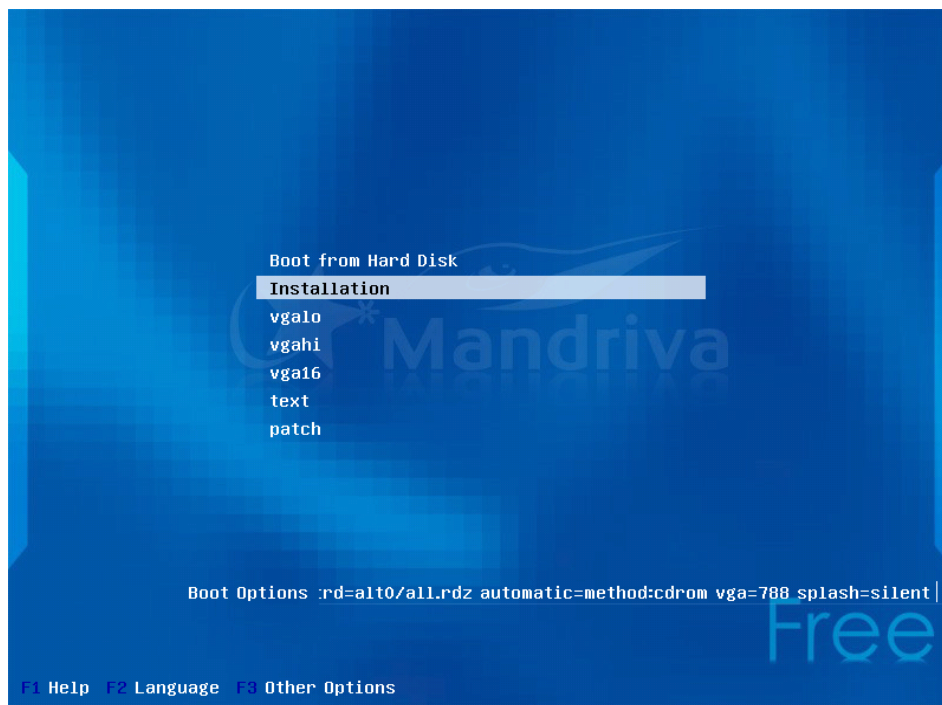 Boot from Hard Disk
Installation
vgalo
vgahi
vga16
text
patch
Mandriva
Boot Options :rd=alt0/all.rdz automatic=method:cdrom vga=788 splash=silent
Free
F1 Help F2 Language F3 Other Options